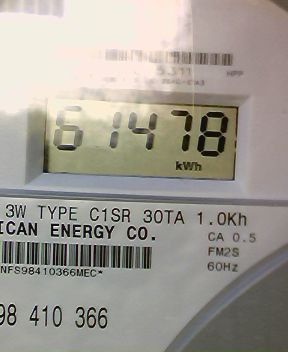 HPP
61478
kWh
3W TYPE C1SR 30TA 1.0Kh
ICAN ENERGY CO.
CA 0.5
FM2S
60Hz
NFS98410366MEC*
98 410 366